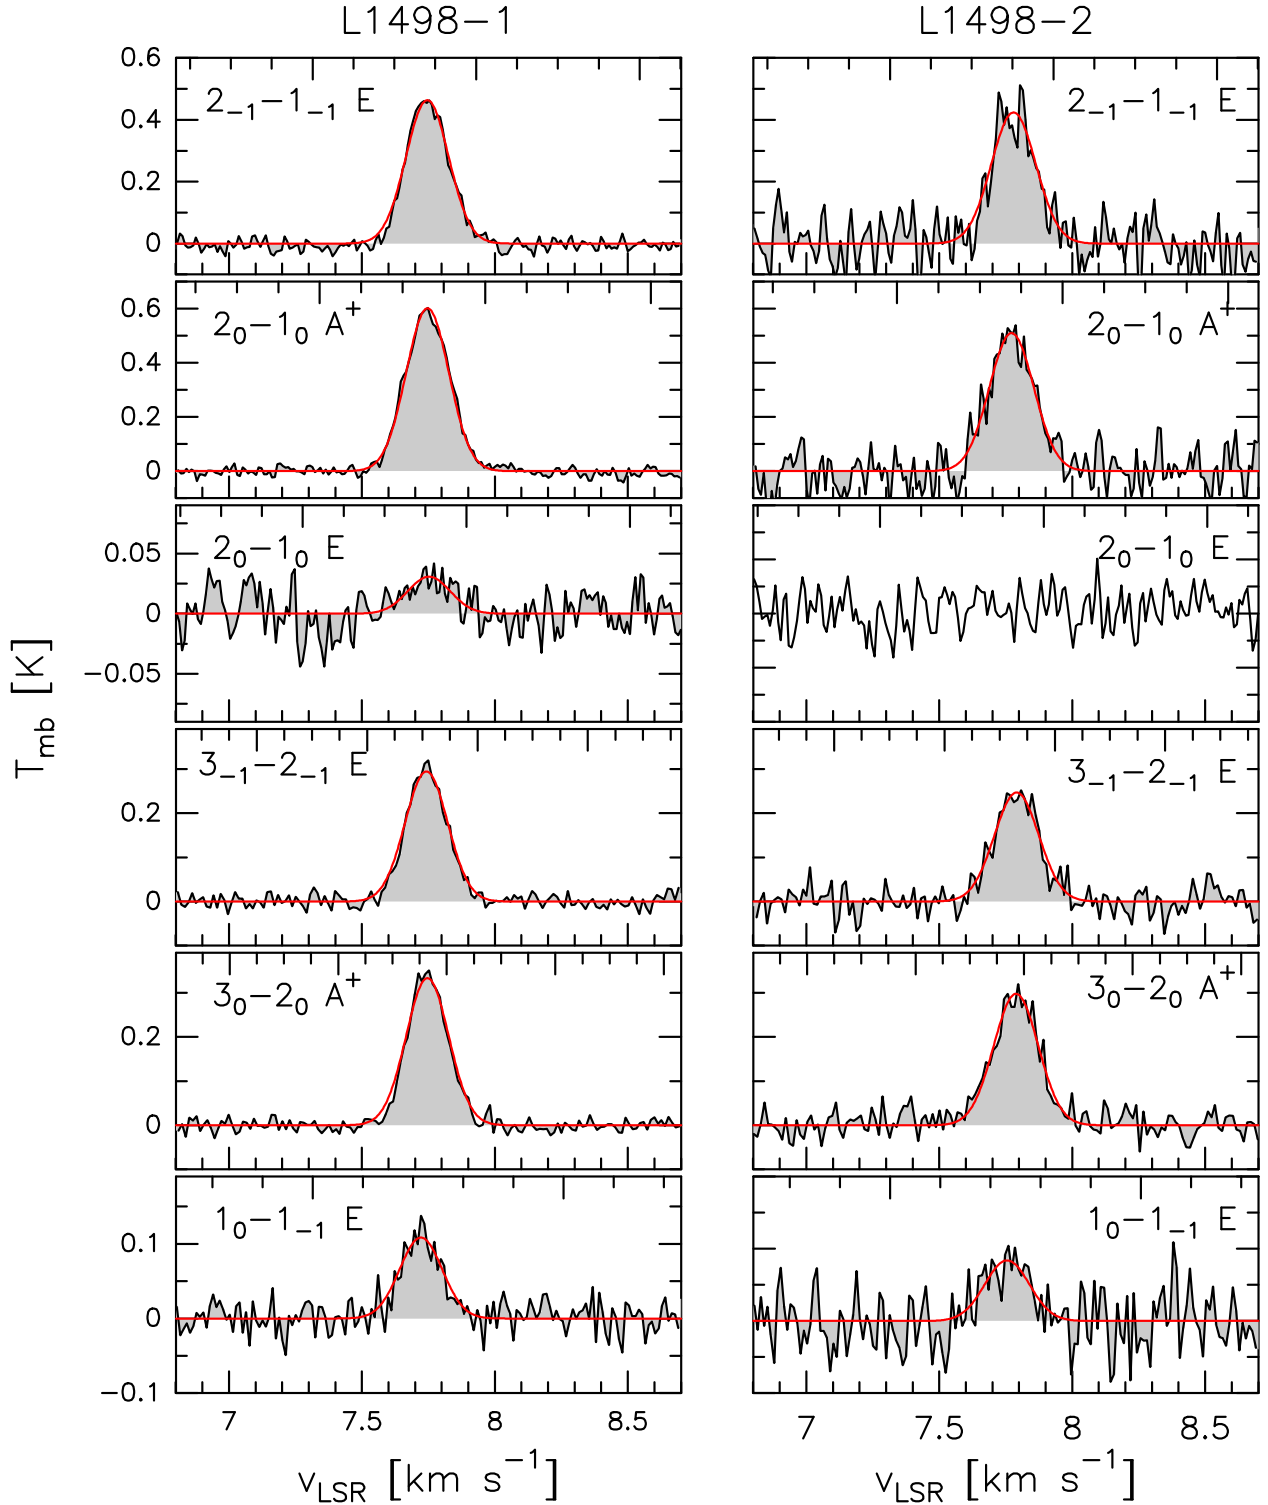 L1498−1
L1498−2
0.6
0.4
0.2
0
2₋₁−1₋₁ E
2₋₁−1₋₁ E
0.6
0.4
0.2
0
2₀−1₀ A⁺
2₀−1₀ A⁺
0.05
0
−0.05
2₀−1₀ E
2₀−1₀ E
T_mb [K]
0.2
0
3₋₁−2₋₁ E
3₋₁−2₋₁ E
0.2
0
3₀−2₀ A⁺
3₀−2₀ A⁺
0.1
0
−0.1
1₀−1₋₁ E
1₀−1₋₁ E
7 7.5 8 8.5
7 7.5 8 8.5
v_LSR [km s⁻¹]
v_LSR [km s⁻¹]